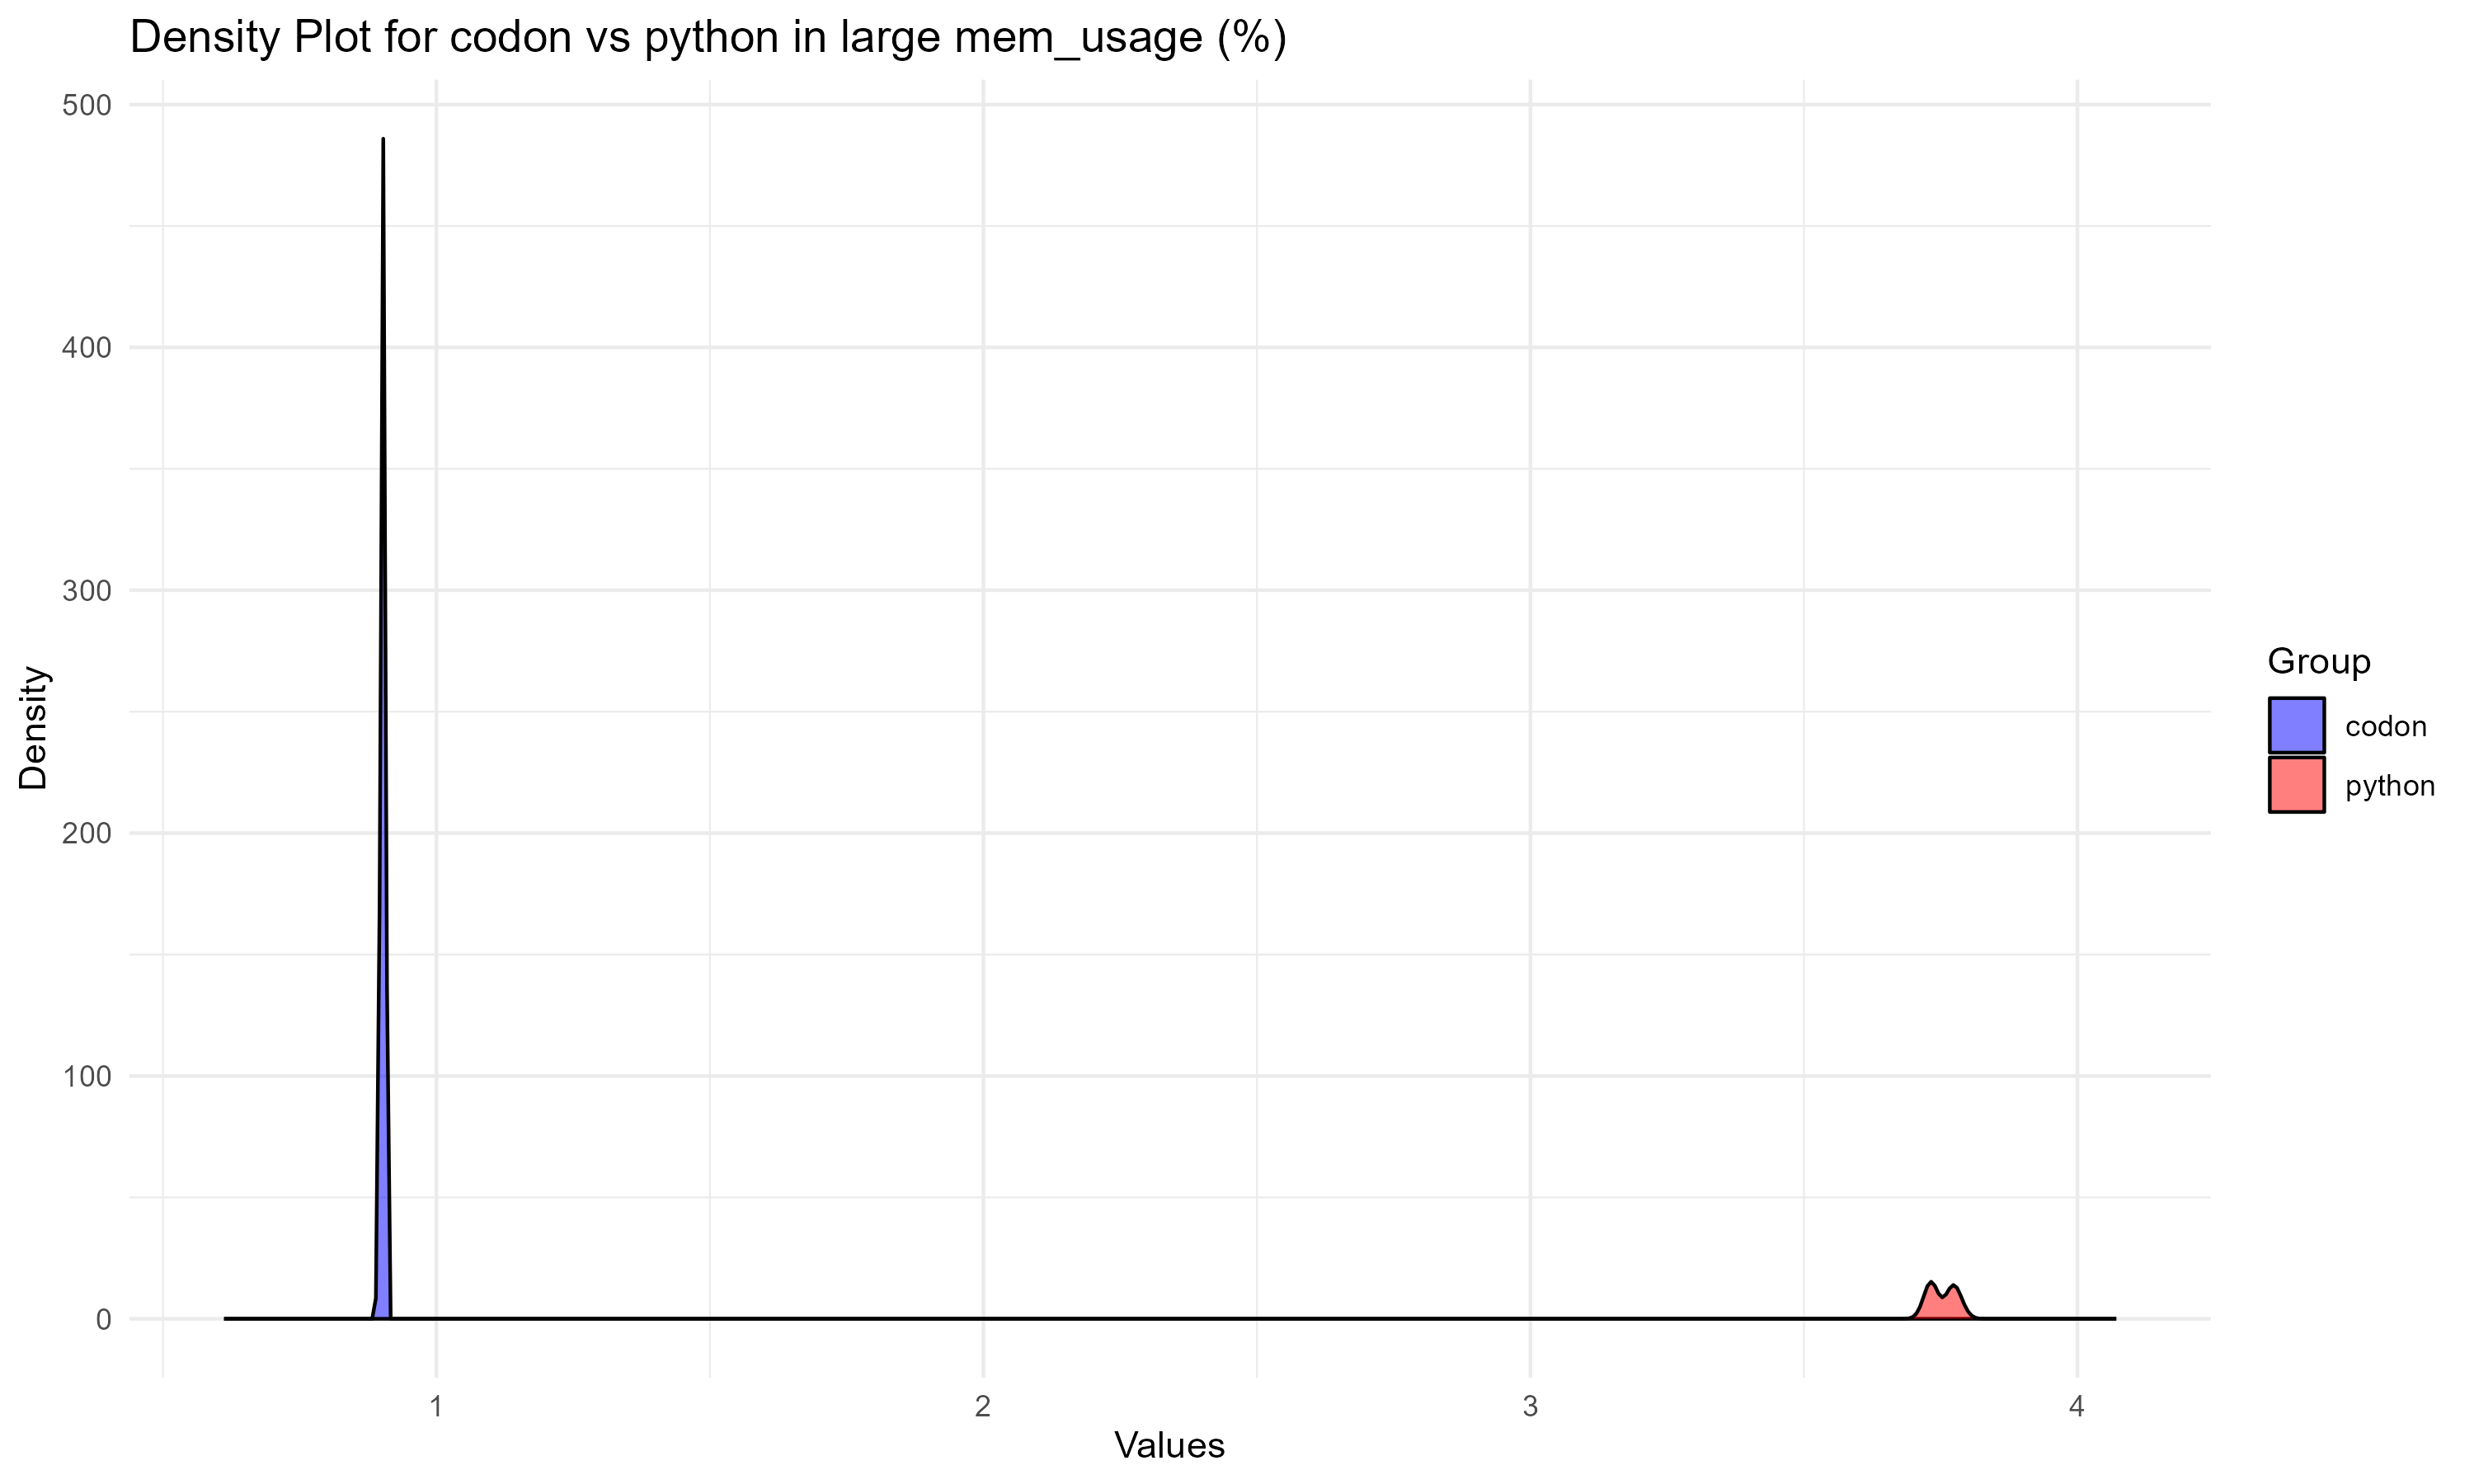 Density Plot for codon vs python in large mem_usage (%)
500
400
300
200
100
0
Density
1
2
3
4
Values
Group
codon
python